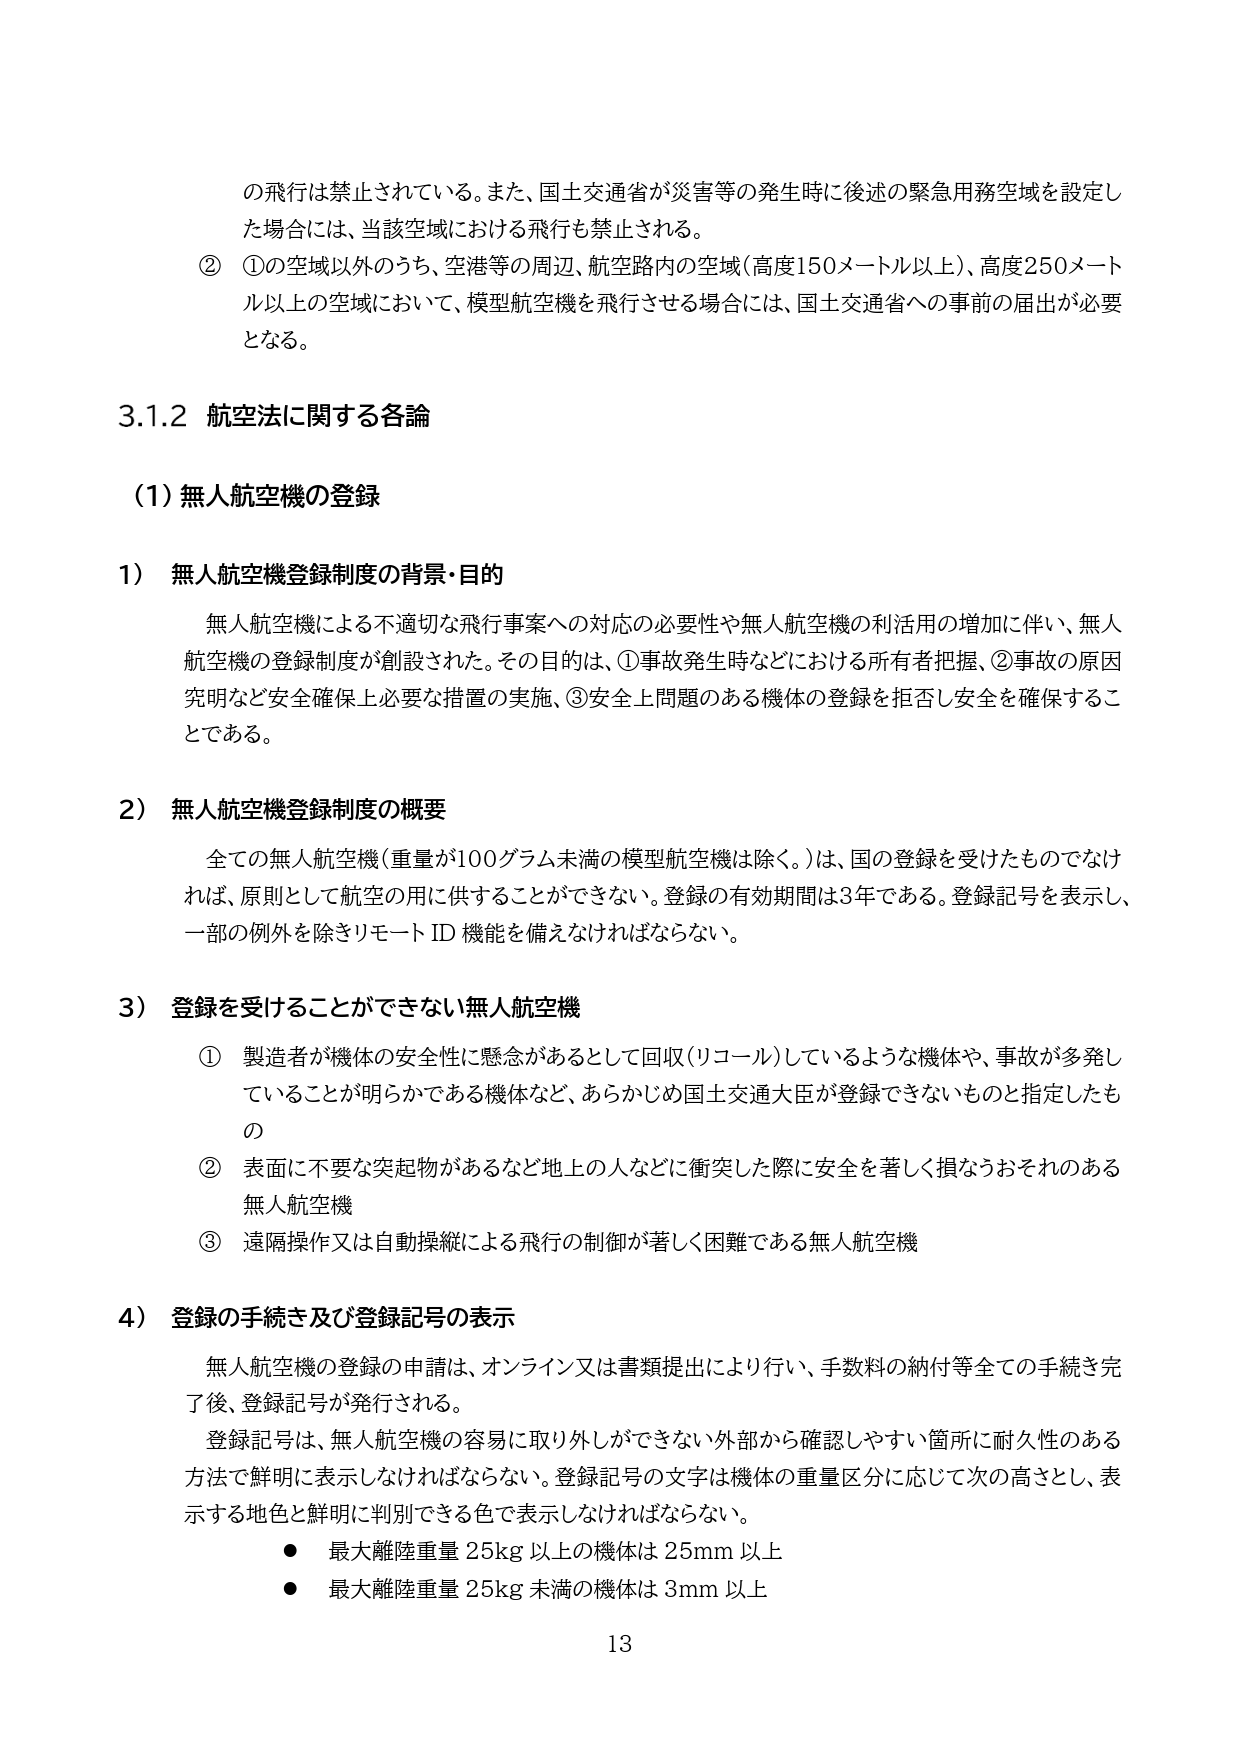 の飛行は禁止されている。また、国土交通省が災害等の発生時に後述の緊急用務空域を設定し
た場合には、当該空域における飛行も禁止される。
② ①の空域以外のうち、空港等の周辺、航空路内の空域（高度150メートル以上）、高度250メート
ル以上の空域において、模型航空機を飛行させる場合には、国土交通省への事前の届出が必要
となる。
3.1.2 航空法に関する各論
（1）無人航空機の登録
1） 無人航空機登録制度の背景・目的
無人航空機による不適切な飛行事案への対応の必要性や無人航空機の利活用の増加に伴い、無人
航空機の登録制度が創設された。その目的は、①事故発生時などにおける所有者把握、②事故の原因
究明など安全確保上必要な措置の実施、③安全上問題のある機体の登録を拒否し安全を確保するこ
とである。
2） 無人航空機登録制度の概要
全ての無人航空機（重量が100グラム未満の模型航空機は除く。）は、国の登録を受けたものでなけ
れば、原則として航空の用に供することができない。登録の有効期間は3年である。登録記号を表示し、
一部の例外を除きリモート ID 機能を備えなければならない。
3） 登録を受けることができない無人航空機
① 製造者が機体の安全性に懸念があるとして回収（リコール）しているような機体や、事故が多発し
ていることが明らかである機体など、あらかじめ国土交通大臣が登録できないものと指定したも
の
② 表面に不要な突起物があるなど地上の人などに衝突した際に安全を著しく損なうおそれのある
無人航空機
③ 遠隔操作又は自動操縦による飛行の制御が著しく困難である無人航空機
4） 登録の手続き及び登録記号の表示
無人航空機の登録の申請は、オンライン又は書類提出により行い、手数料の納付等全ての手続き完
了後、登録記号が発行される。
登録記号は、無人航空機の容易に取り外しができない外部から確認しやすい箇所に耐久性のある
方法で鮮明に表示しなければならない。登録記号の文字は機体の重量区分に応じて次の高さとし、表
示する地色と鮮明に判別できる色で表示しなければならない。
● 最大離陸重量 25kg 以上の機体は 25mm 以上
● 最大離陸重量 25kg 未満の機体は 3mm 以上
13